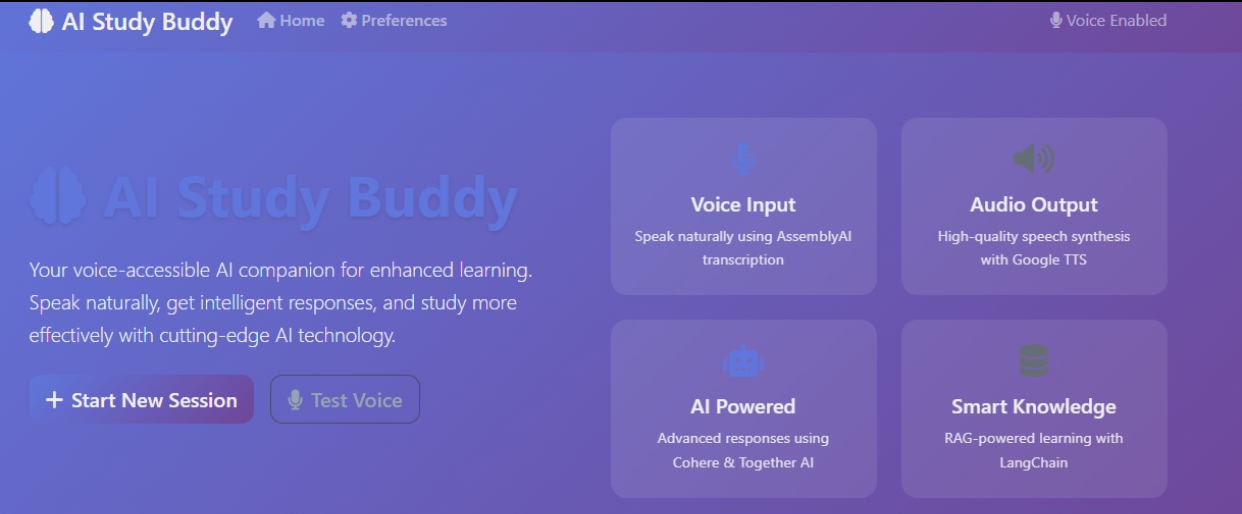 AI Study Buddy
Home
Preferences
Voice Enabled
AI Study Buddy
Your voice-accessible AI companion for enhanced learning.
Speak naturally, get intelligent responses, and study more
effectively with cutting-edge AI technology.
Start New Session
Test Voice
Voice Input
Speak naturally using AssemblyAI
transcription
Audio Output
High-quality speech synthesis
with Google TTS
AI Powered
Advanced responses using
Cohere & Together AI
Smart Knowledge
RAG-powered learning with
LangChain